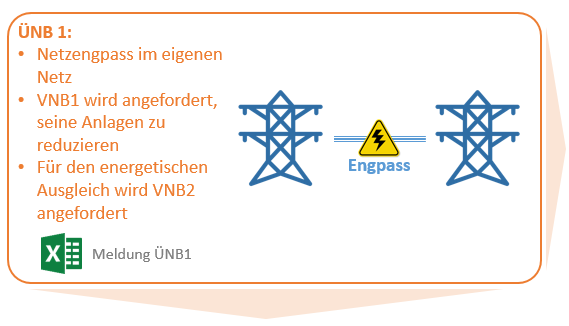 ÜNB 1:
• Netzengpass im eigenen
Netz
• VNB1 wird angefordert,
seine Anlagen zu
reduzieren
• Für den energetischen
Ausgleich wird VNB2
angefordert
Engpass
X
Meldung ÜNB1